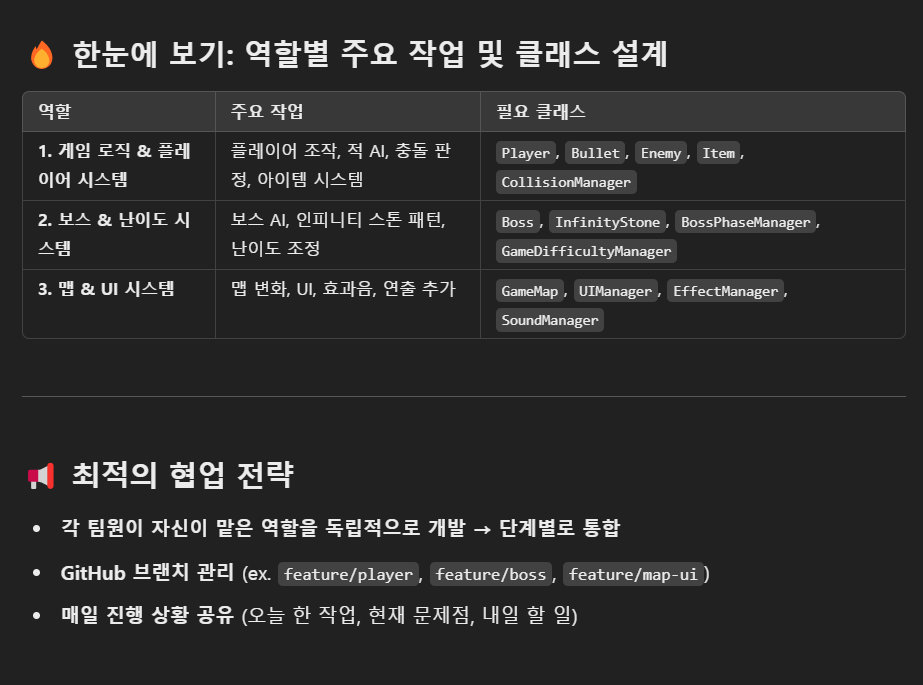 🔥 한눈에 보기: 역할별 주요 작업 및 클래스 설계
역할 주요 작업 필요 클래스
1. 게임 로직 & 플레
이어 시스템
플레이어 조작, 적 AI, 충돌 판
정, 아이템 시스템
Player, Bullet, Enemy, Item,
CollisionManager
2. 보스 & 난이도 시
스템
보스 AI, 인피니티 스톤 패턴,
난이도 조정
Boss, InfinityStone, BossPhaseManager,
GameDifficultyManager
3. 맵 & UI 시스템
맵 변화, UI, 효과음, 연출 추가
GameMap, UIManager, EffectManager,
SoundManager
📢 최적의 협업 전략
• 각 팀원이 자신이 맡은 역할을 독립적으로 개발 → 단계별로 통합
• GitHub 브랜치 관리 (ex. feature/player, feature/boss, feature/map-ui)
• 매일 진행 상황 공유 (오늘 한 작업, 현재 문제점, 내일 할 일)